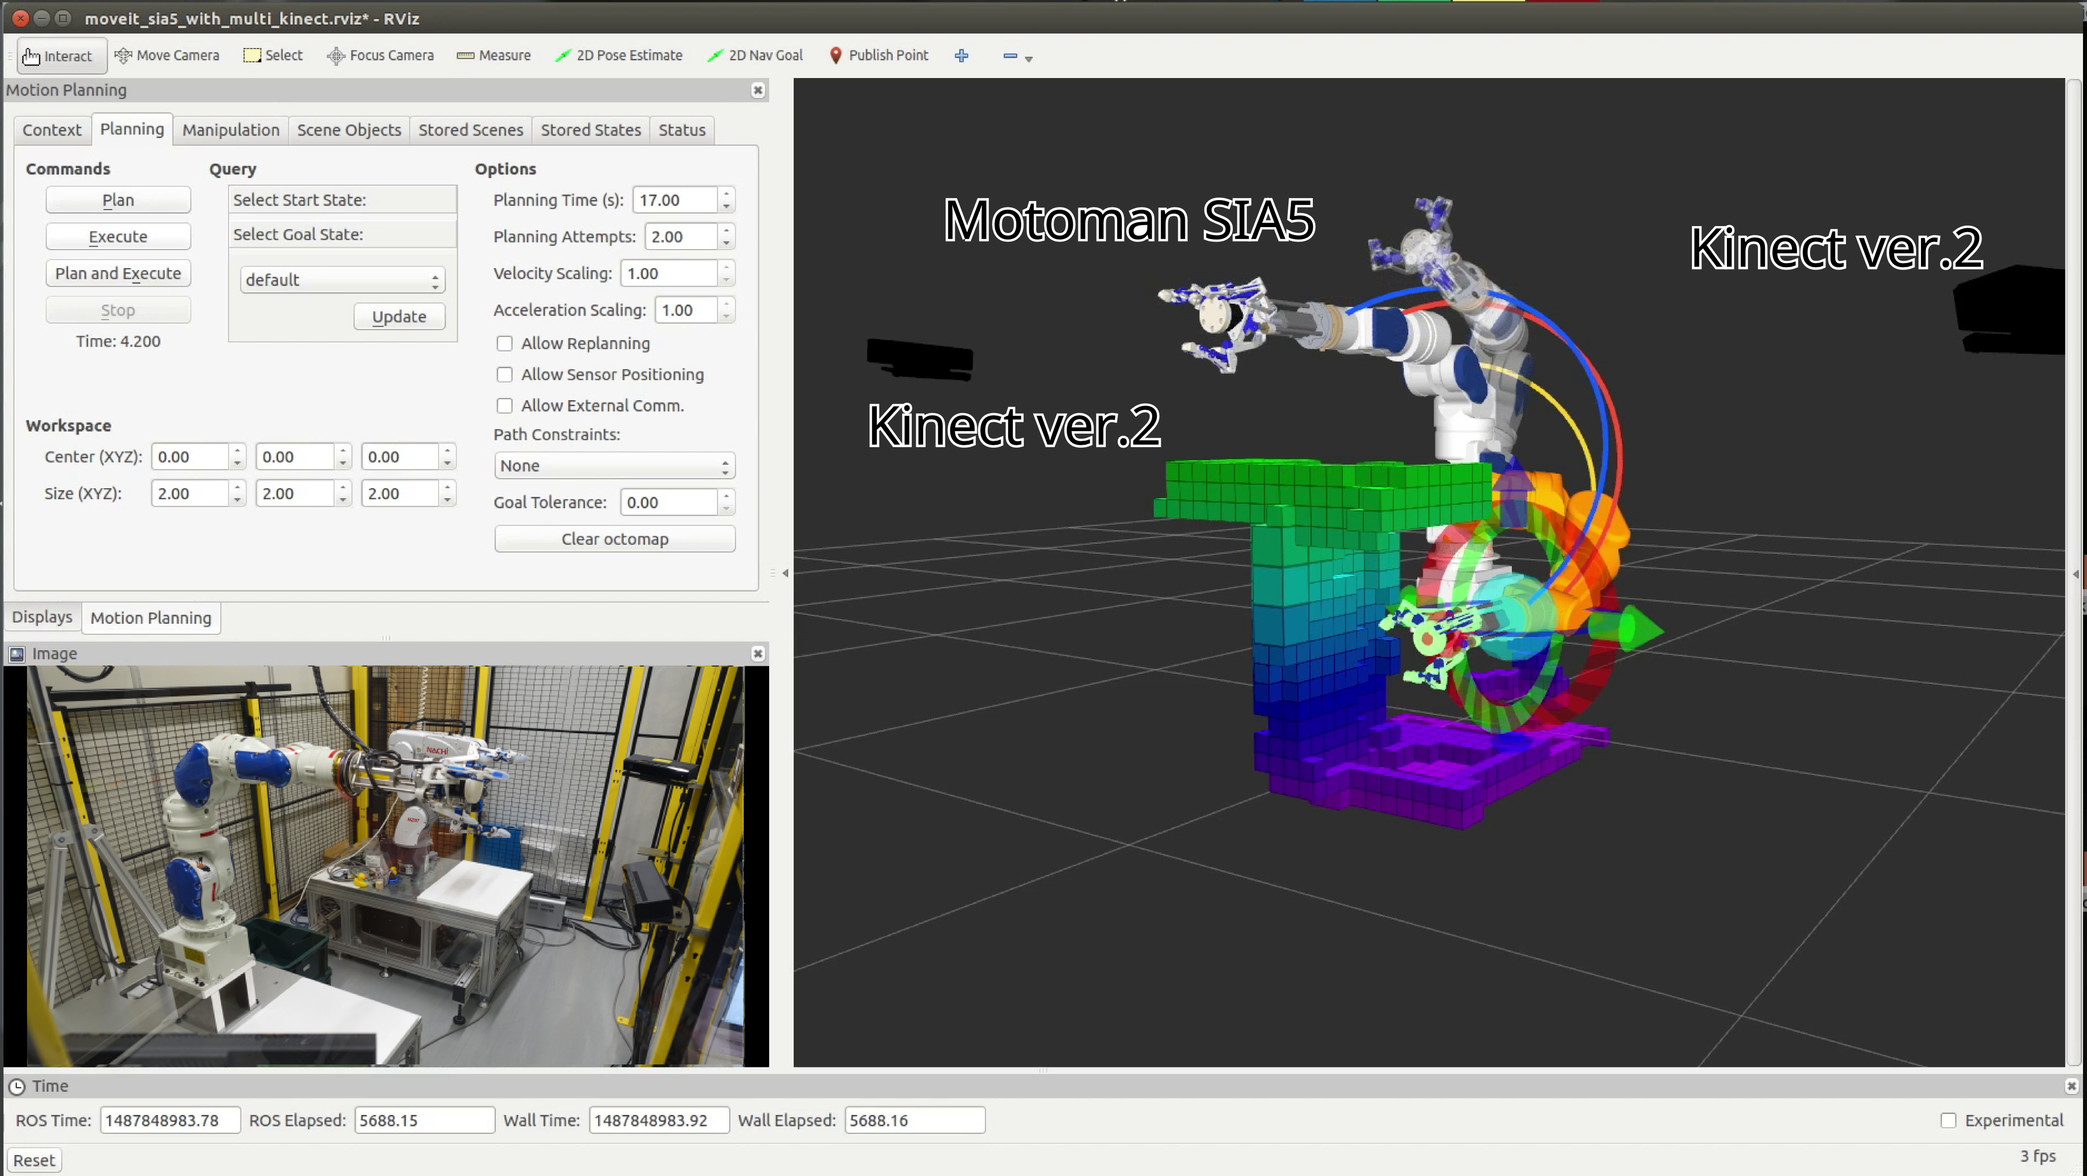 moveit_sia5_with_multi_kinect.rviz* - RViz
Interact Move Camera Select Focus Camera Measure 2D Pose Estimate 2D Nav Goal Publish Point
Motion Planning
Context Planning Manipulation Scene Objects Stored Scenes Stored States Status
Commands
Plan
Execute
Plan and Execute
Stop
Time: 4.200
Query
Select Start State:
Select Goal State:
default
Update
Options
Planning Time (s): 17.00
Planning Attempts: 2.00
Velocity Scaling: 1.00
Acceleration Scaling: 1.00
Allow Replanning
Allow Sensor Positioning
Allow External Comm.
Path Constraints:
None
Goal Tolerance: 0.00
Clear octomap
Workspace
Center (XYZ): 0.00 0.00 0.00
Size (XYZ): 2.00 2.00 2.00
Displays Motion Planning
Image
NACHI
Motoman SIA5
Kinect ver.2
Kinect ver.2
Time
ROS Time: 1487848983.78 ROS Elapsed: 5688.15 Wall Time: 1487848983.92 Wall Elapsed: 5688.16 Experimental
Reset 3 fps